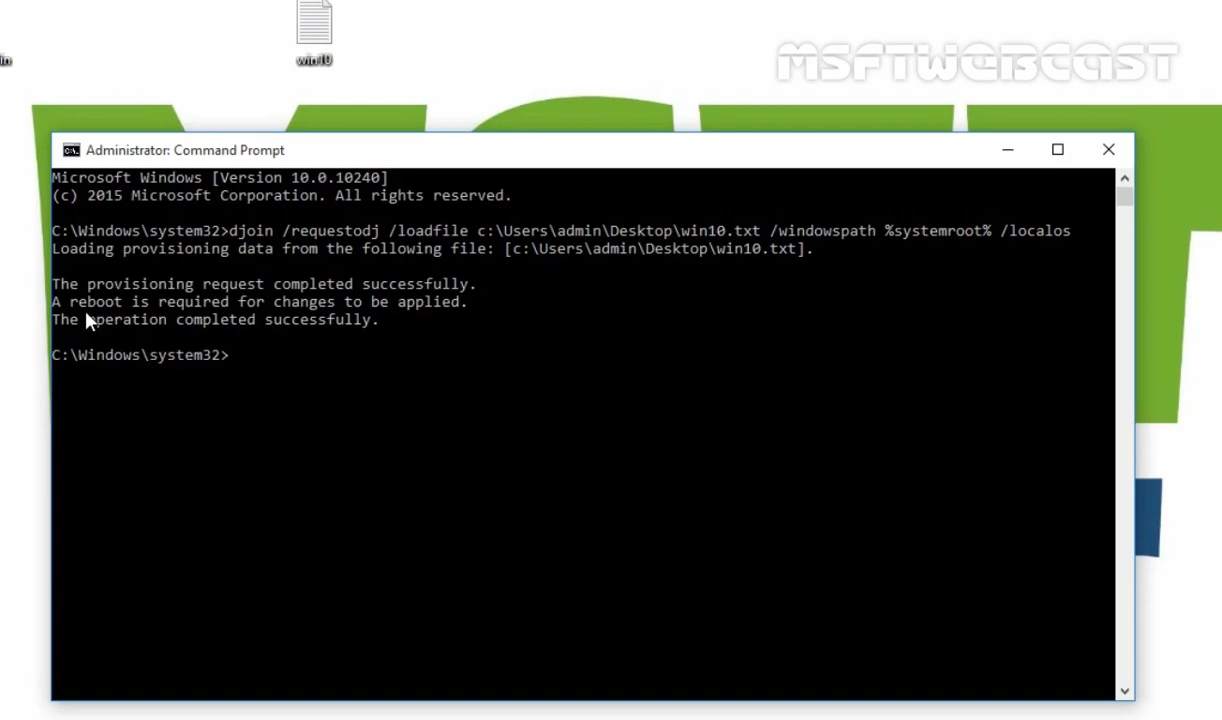 in
win10
MSFTWEBCAST
Administrator: Command Prompt
Microsoft Windows [Version 10.0.10240]
(c) 2015 Microsoft Corporation. All rights reserved.
C:\Windows\system32>djoin /requestodj /loadfile c:\Users\admin\Desktop\win10.txt /windowspath %systemroot% /localos
Loading provisioning data from the following file: [c:\Users\admin\Desktop\win10.txt].
The provisioning request completed successfully.
A reboot is required for changes to be applied.
The operation completed successfully.
C:\Windows\system32>